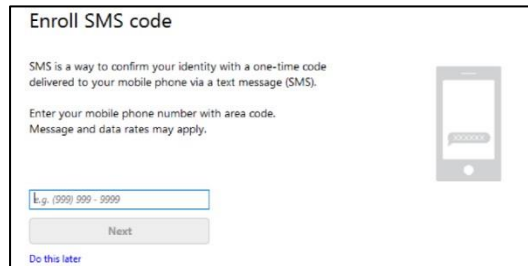 Enroll SMS code
SMS is a way to confirm your identity with a one-time code
delivered to your mobile phone via a text message (SMS).
Enter your mobile phone number with area code.
Message and data rates may apply.
E.g. (999) 999 - 9999
Next
Do this later